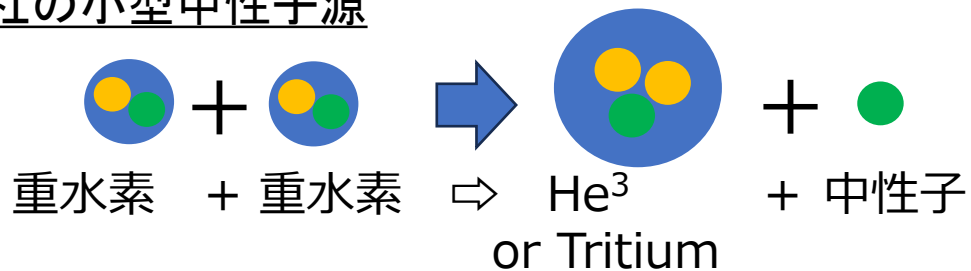 社の小型中性子源
+ +
重水素 + 重水素 ⇨ He³ + 中性子
or Tritium